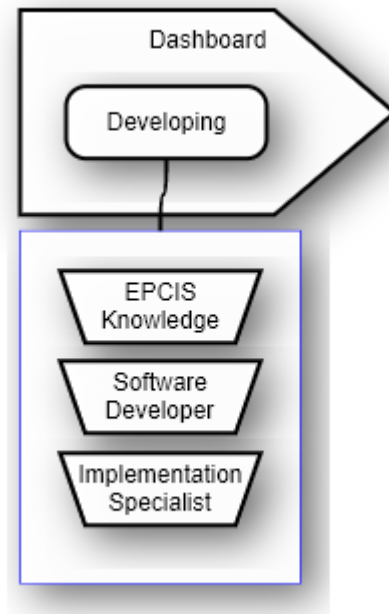 Dashboard
Developing
EPCIS
Knowledge
Software
Developer
Implementation
Specialist